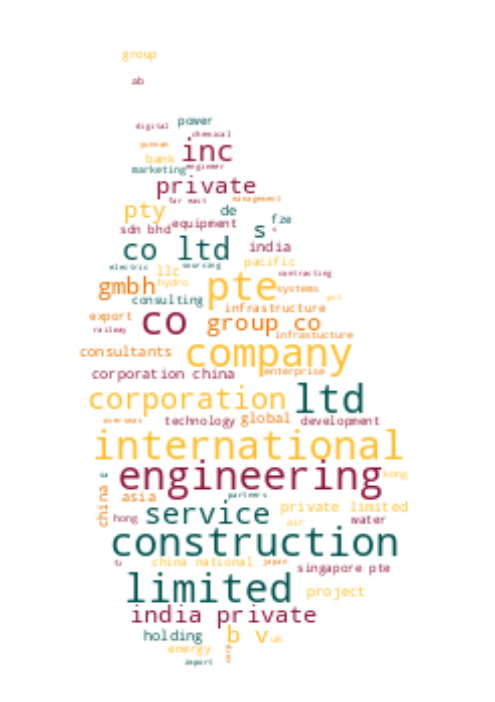 group
ab
digital power
chemical
yunnan inc
bank engineer
marketing
private
far east management
pty de
sdn bhd equipment fze
s
co ltd india
electric sourcing pacific
llc contracting
gmbh hydro pte systems
consulting
export infrastructure
railway co group co
infrastucture
consultants company
corporation china enterprise
corporation ltd
overseas technology global development
international
engineering kong
china asia partners
hong service private limited
air water
construction
china national japan singapore pte
limited project
india private
holding b v uk
energy
import corp